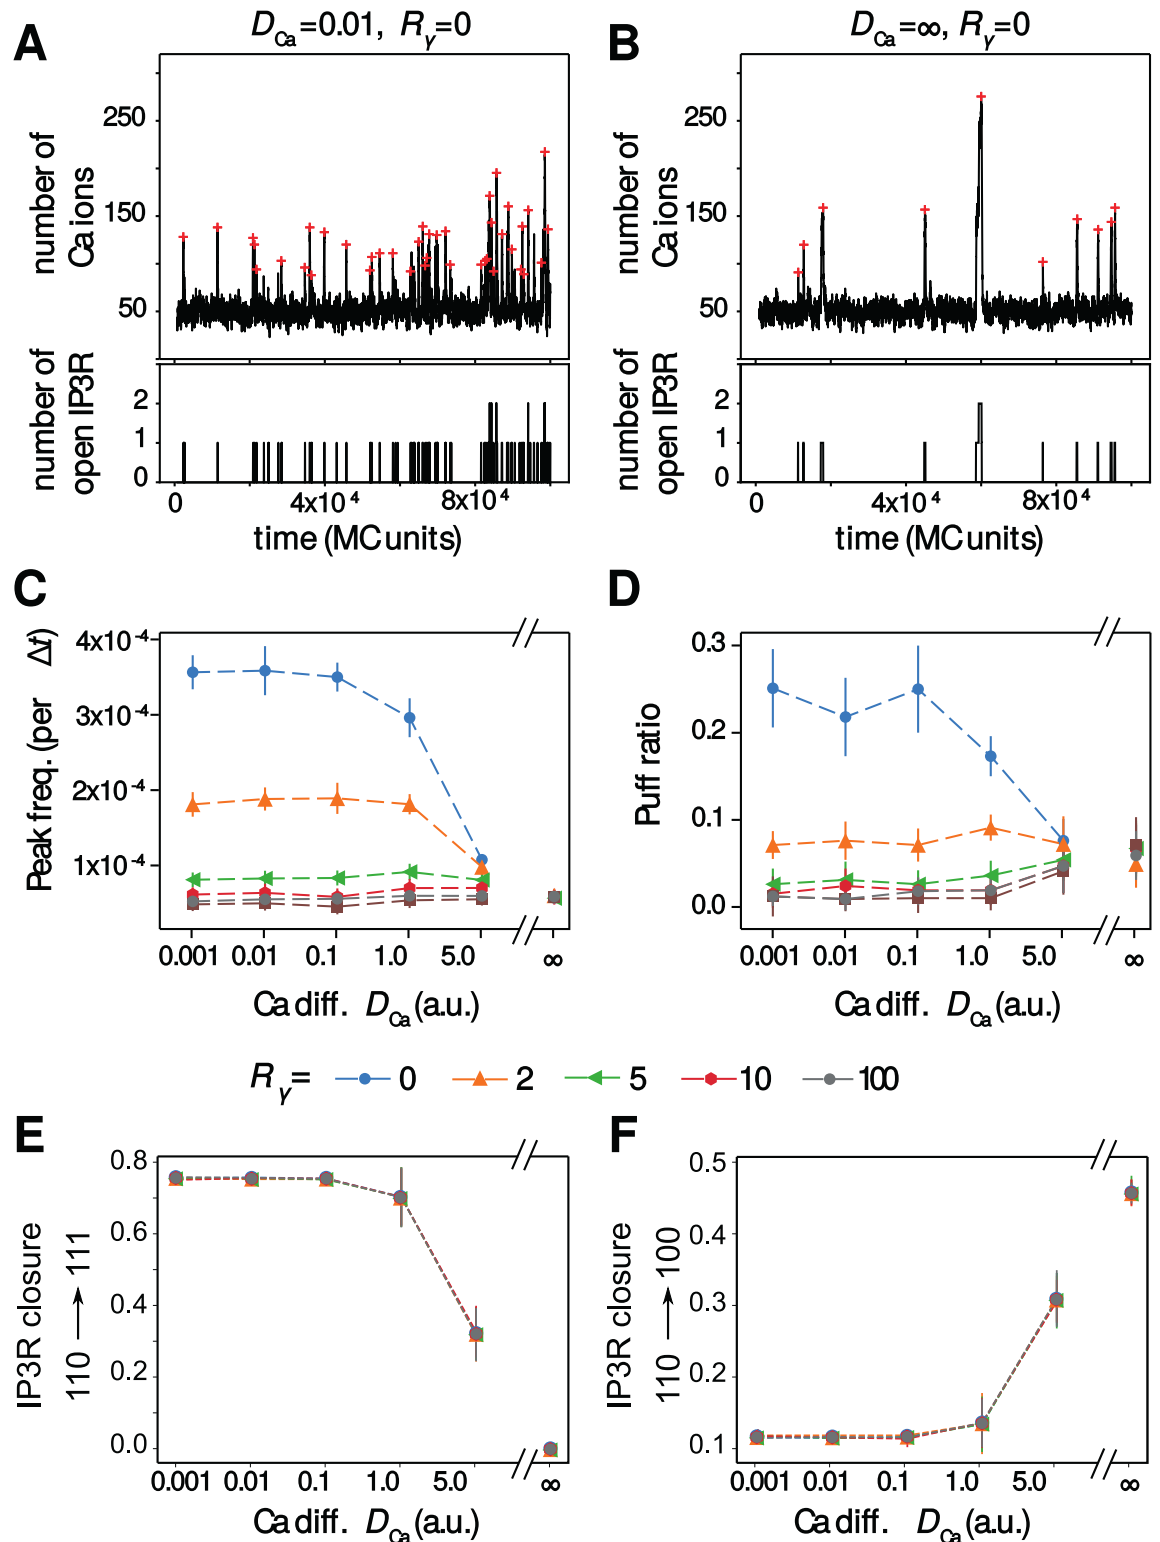 A
D_Ca=0.01, R_γ=0
number of
Ca ions
250
150
50
number of
open IP3R
2
1
0
0
4x10⁴
8x10⁴
time (MC units)
B
D_Ca=∞, R_γ=0
number of
Ca ions
250
150
50
number of
open IP3R
2
1
0
0
4x10⁴
8x10⁴
time (MC units)
C
Peak freq. (per Δt)
4x10⁻⁴
3x10⁻⁴
2x10⁻⁴
1x10⁻⁴
0.001
0.01
0.1
1.0
5.0
∞
Ca diff. D_Ca (a.u.)
D
Puff ratio
0.3
0.2
0.1
0.0
0.001
0.01
0.1
1.0
5.0
∞
Ca diff. D_Ca (a.u.)
R_γ= 0 2 5 10 100
E
IP3R closure
110 → 111
0.8
0.6
0.4
0.2
0.0
0.001
0.01
0.1
1.0
5.0
∞
Ca diff. D_Ca (a.u.)
F
IP3R closure
110 → 100
0.5
0.4
0.3
0.2
0.1
0.001
0.01
0.1
1.0
5.0
∞
Ca diff. D_Ca (a.u.)